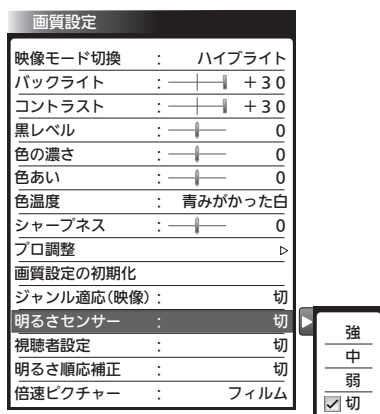 画質設定
映像モード切換 : ハイブライト
バックライト : +30
コントラスト : +30
黒レベル : 0
色の濃さ : 0
色あい : 0
色温度 : 青みがかった白
シャープネス : 0
プロ調整
画質設定の初期化
ジャンル適応(映像) : 切
明るさセンサー : 切
視聴者設定 : 切
明るさ順応補正 : 切
倍速ピクチャー : フィルム
強
中
弱
切